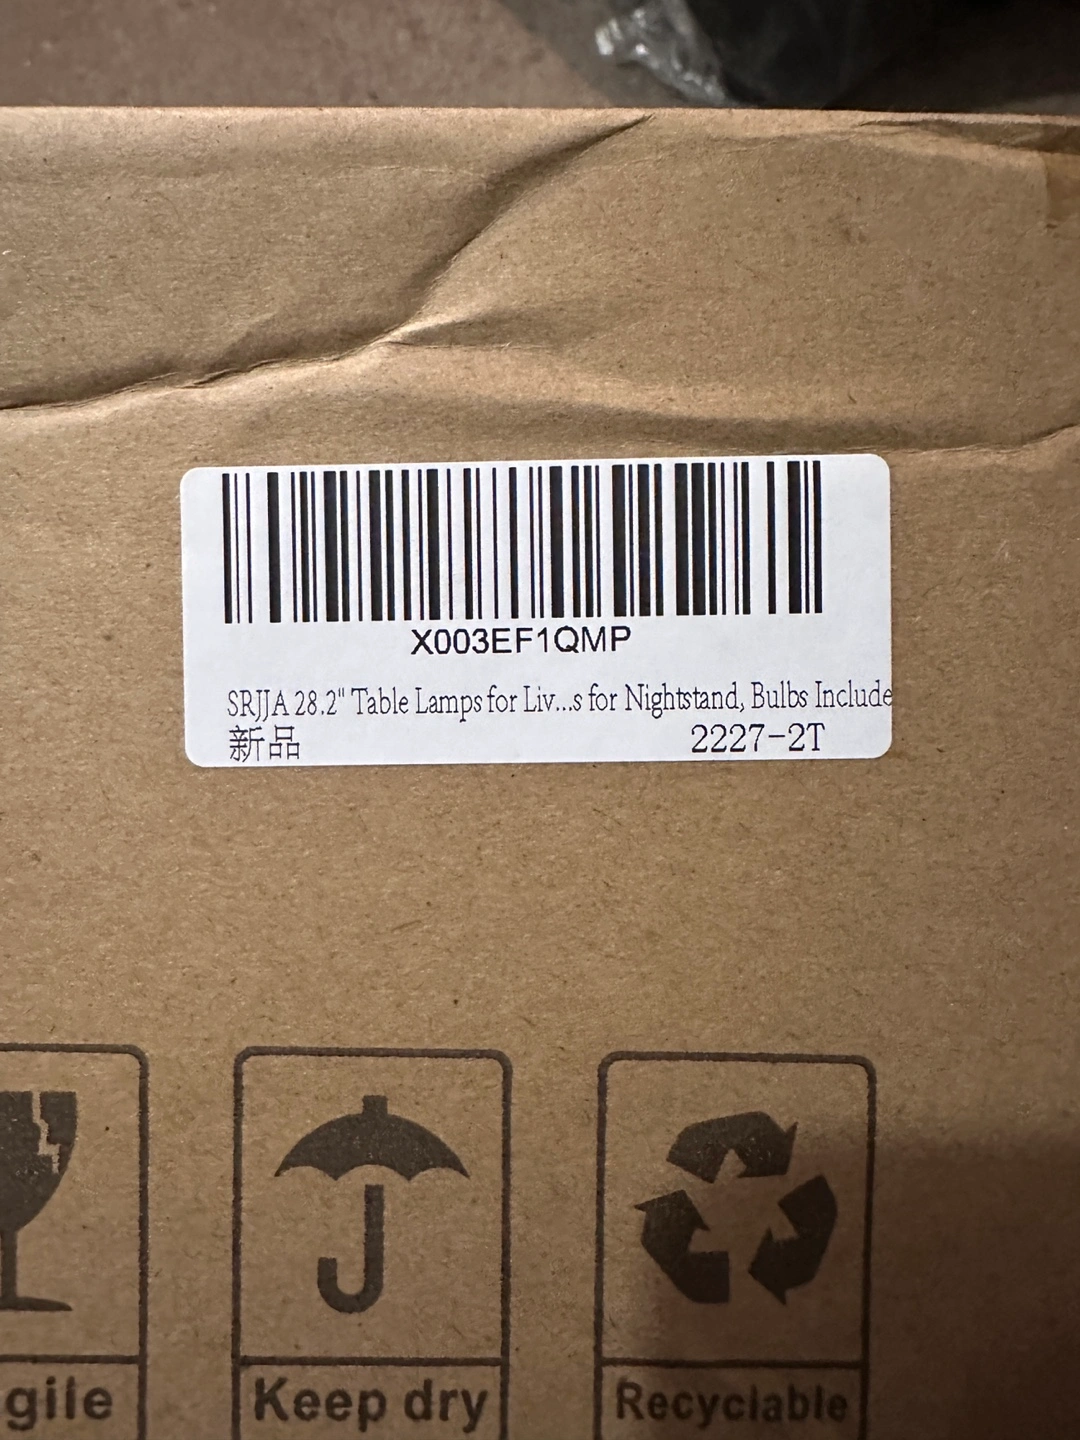 X003EF1QMP
SRJJA 28.2" Table Lamps for Liv...s for Nightstand, Bulbs Include
新品 2227-2T
gile
Keep dry
Recyclable